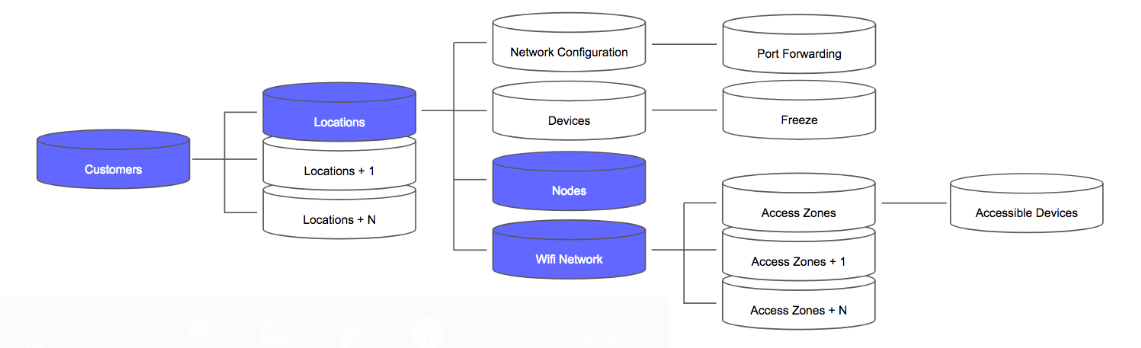 Customers
Locations
Locations + 1
Locations + N
Network Configuration
Devices
Nodes
Wifi Network
Port Forwarding
Freeze
Access Zones
Access Zones + 1
Access Zones + N
Accessible Devices